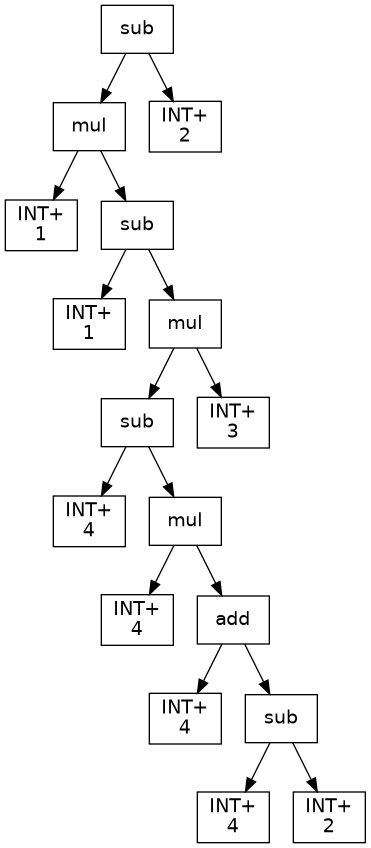 sub
mul
INT+
2
INT+
1
sub
INT+
1
mul
sub
INT+
3
INT+
4
mul
INT+
4
add
INT+
4
sub
INT+
4
INT+
2